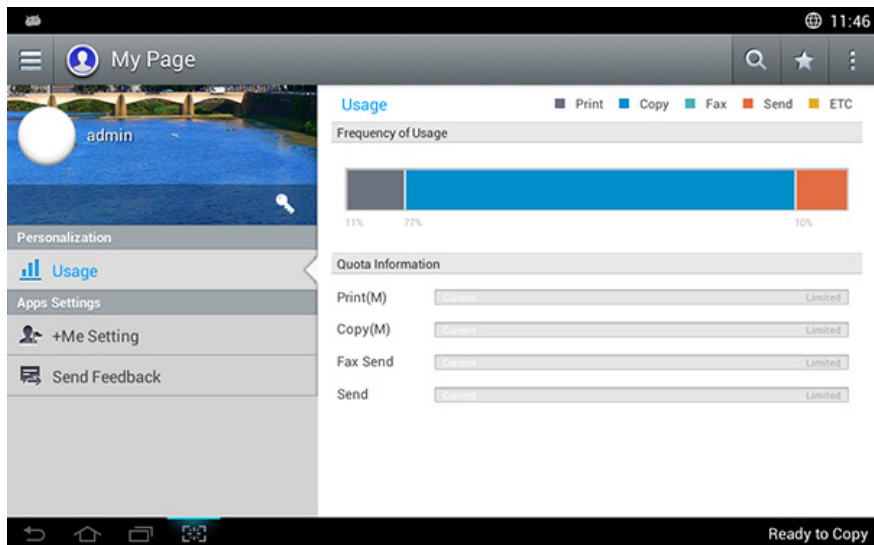 11:46
My Page
admin
Personalization
Usage
Apps Settings
+Me Setting
Send Feedback
Usage
Print Copy Fax Send ETC
Frequency of Usage
11% 77% 10%
Quota Information
Print(M) Current Limited
Copy(M) Current Limited
Fax Send Current Limited
Send Current Limited
Ready to Copy